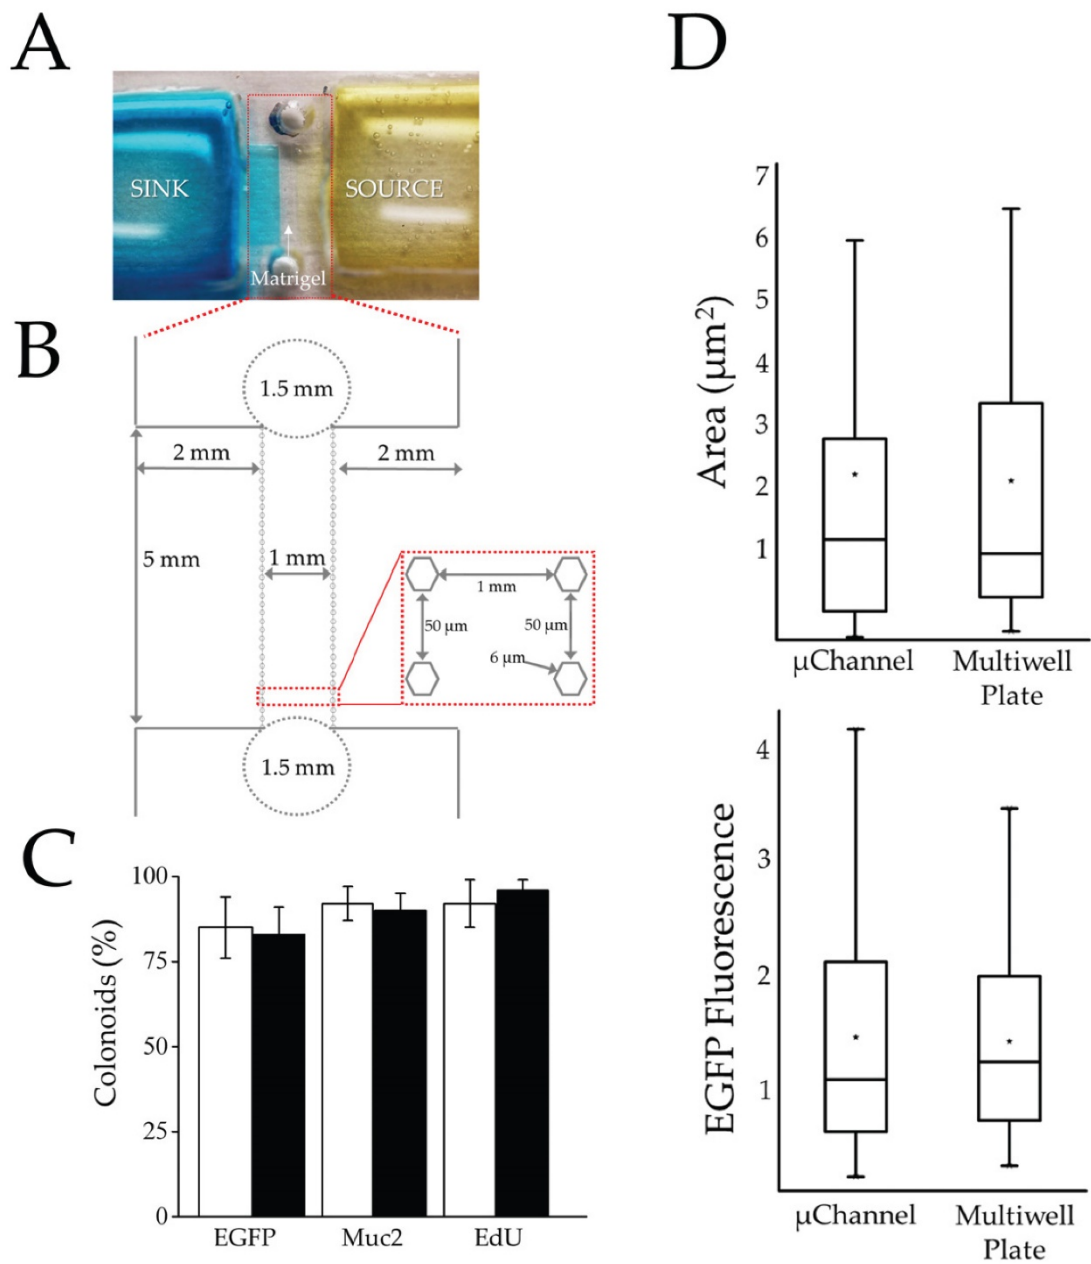 A
SINK
SOURCE
Matrigel
B
1.5 mm
2 mm
2 mm
5 mm
1 mm
1 mm
50 µm
50 µm
6 µm
1.5 mm
C
Colonoids (%)
100
75
50
25
0
EGFP
Muc2
EdU
D
Area (µm²)
7
6
5
4
3
2
1
µChannel
Multiwell
Plate
EGFP Fluorescence
4
3
2
1
µChannel
Multiwell
Plate